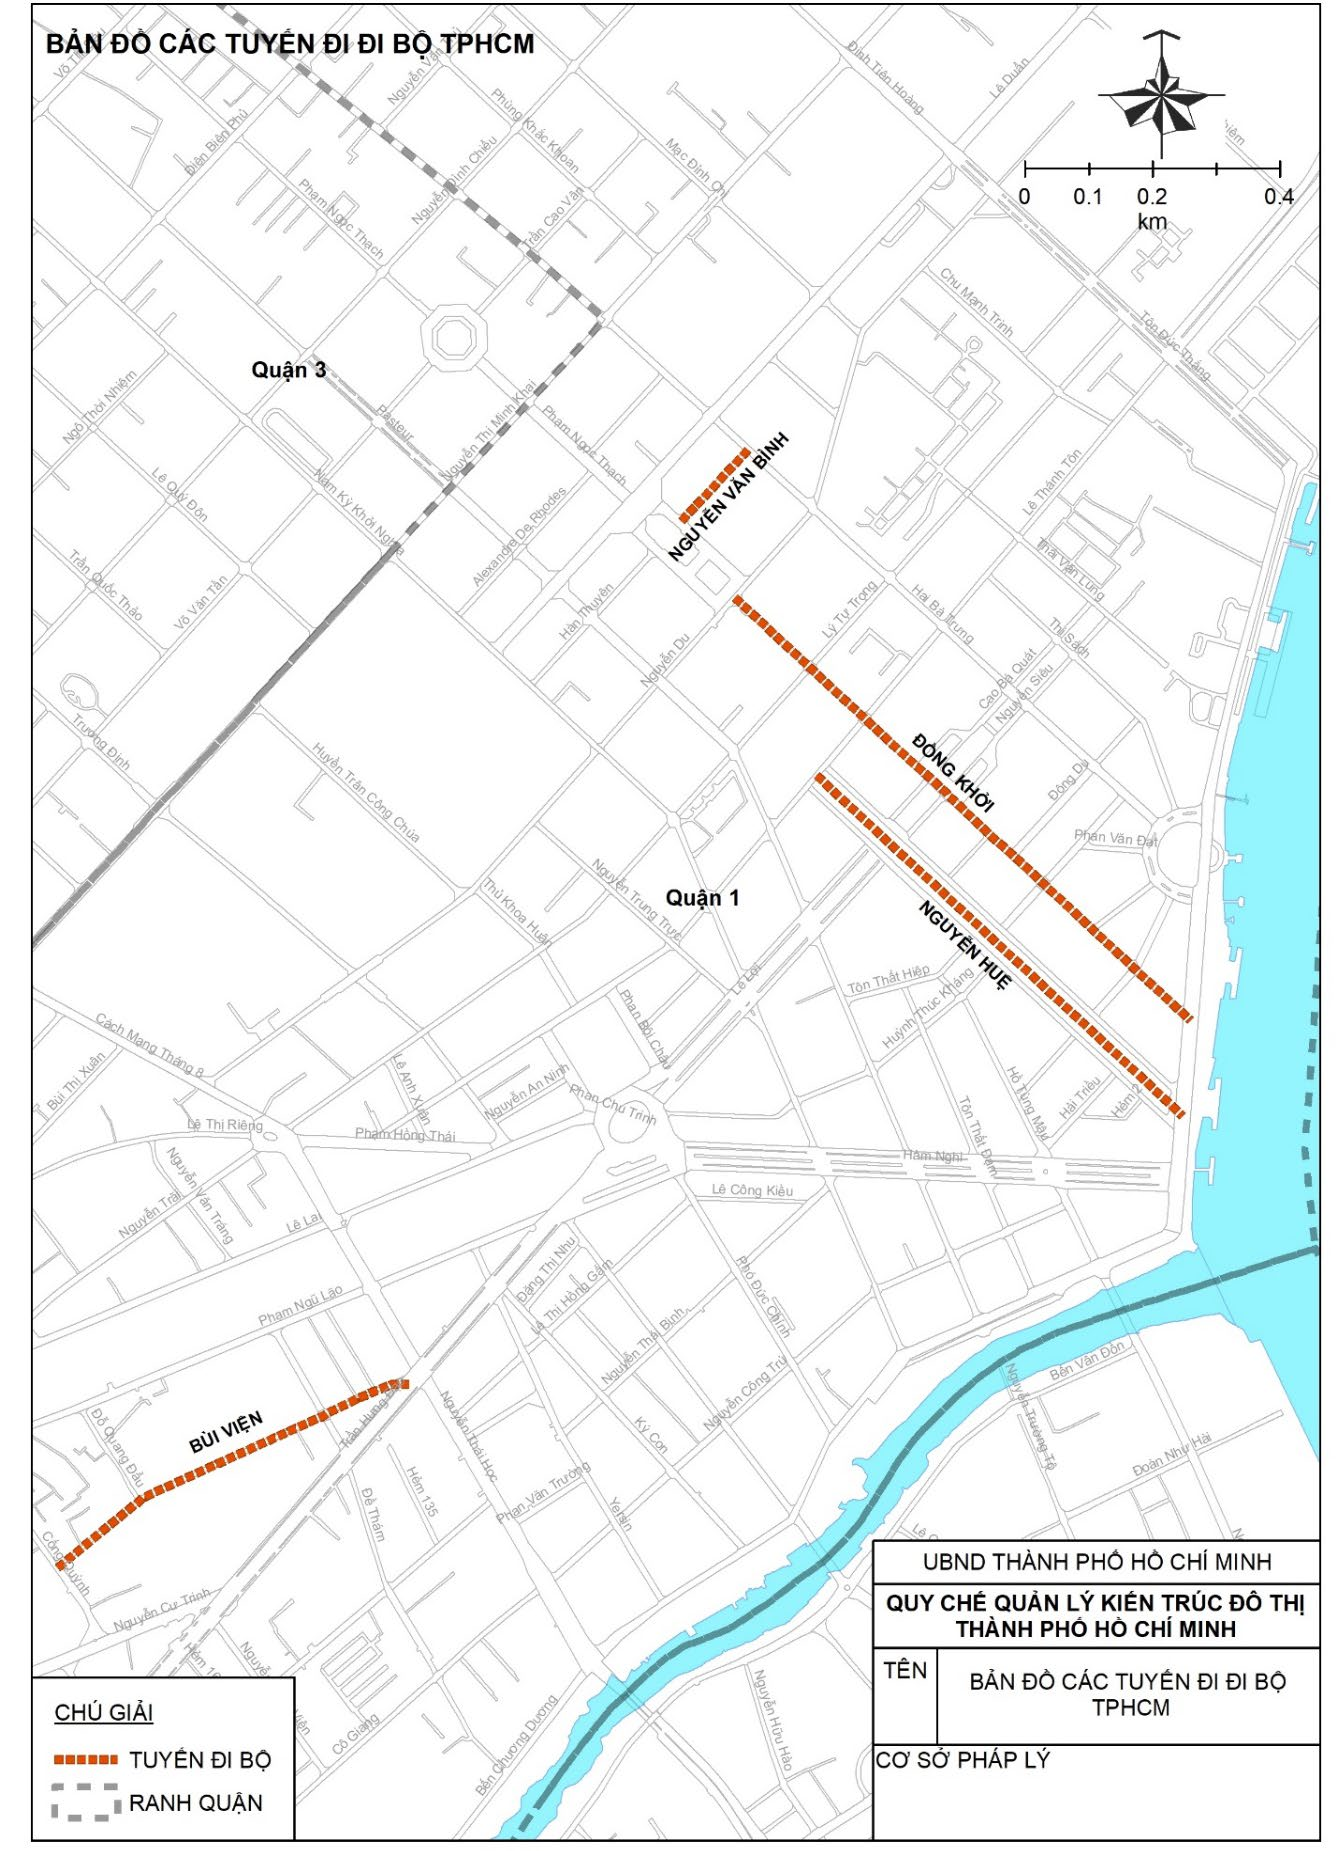 BẢN ĐỒ CÁC TUYẾN ĐI ĐI BỘ TPHCM
Nguyễn Văn
Đinh Tiên Hoàng
Lê Duẩn
0
0.1
0.2
0.4
km
Điện Biên Phủ
Phùng Khắc Khoan
Mạc Đĩnh Chi
Nguyễn Đình Chiểu
Phạm Ngọc Thạch
Trần Cao Vân
Chu Mạnh Trinh
Tôn Đức Thắng
Quận 3
Ngô Thời Nhiệm
Pasteur
Nguyễn Thị Minh Khai
Phạm Ngọc Thạch
NGUYỄN VĂN BÌNH
Lê Quý Đôn
Nam Kỳ Khởi Nghĩa
Alexandre De Rhodes
Lê Thánh Tôn
Thái Văn Lung
Trần Quốc Thảo
Võ Văn Tần
Hàn Thuyên
Lý Tự Trọng
Hai Bà Trưng
Thi Sách
Nguyễn Du
Cao Bá Quát
Nguyễn Siêu
Trương Định
Huyền Trân Công Chúa
ĐỒNG KHỞI
Đông Du
Phan Văn Đạt
Quận 1
Nguyễn Trung Trực
Thủ Khoa Huân
NGUYỄN HUỆ
Lê Lợi
Tôn Thất Hiệp
Huỳnh Thúc Kháng
Phan Bội Châu
Cách Mạng Tháng 8
Bùi Thị Xuân
Lê Anh Xuân
Nguyễn An Ninh
Phan Chu Trinh
Hồ Tùng Mậu
Hải Triều
Hẻm 2
Tôn Thất Đạm
Lê Thị Riêng
Phạm Hồng Thái
Hàm Nghi
Lê Công Kiều
Nguyễn Trãi
Nguyễn Văn Tráng
Lê Lai
Đặng Thị Nhu
Lê Thị Hồng Gấm
Phó Đức Chính
Phạm Ngũ Lão
Nguyễn Thái Bình
Nguyễn Công Trứ
Bến Vân Đồn
Nguyễn Trường Tộ
BÙI VIỆN
Đỗ Quang Đẩu
Trần Hưng Đạo
Nguyễn Thái Học
Ký Con
Đoàn Như Hài
Đề Thám
Hẻm 135
Phan Văn Trường
Yersin
Cống Quỳnh
Nguyễn Cư Trinh
Cô Giang
Bến Chương Dương
Nguyễn Hữu Hào
UBND THÀNH PHỐ HỒ CHÍ MINH
QUY CHẾ QUẢN LÝ KIẾN TRÚC ĐÔ THỊ
THÀNH PHỐ HỒ CHÍ MINH
TÊN
BẢN ĐỒ CÁC TUYẾN ĐI ĐI BỘ
TPHCM
CƠ SỞ PHÁP LÝ
CHÚ GIẢI
TUYẾN ĐI BỘ
RANH QUẬN